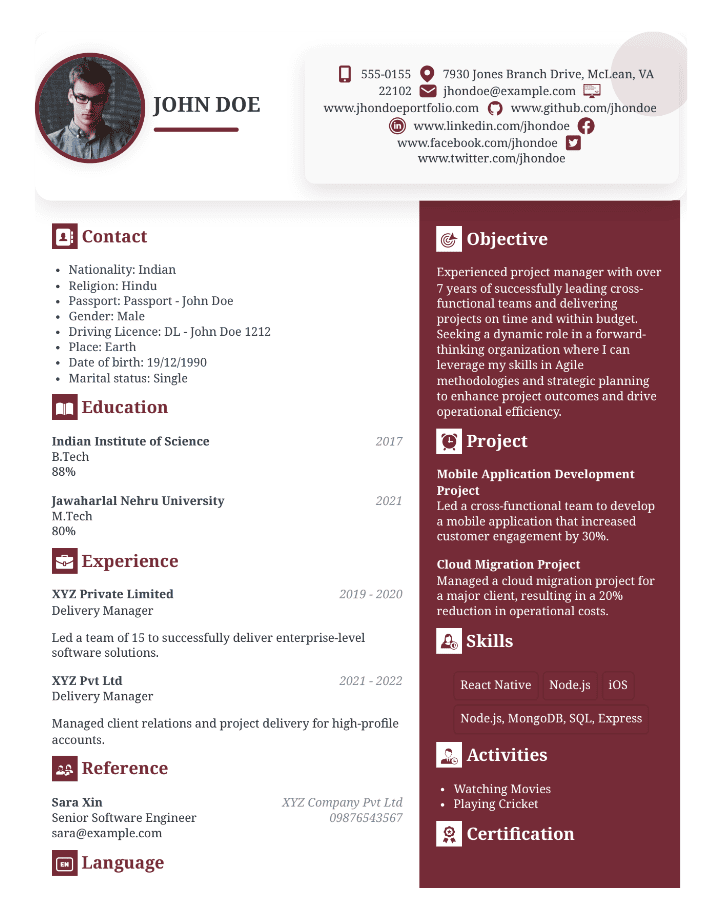 JOHN DOE
555-0155 7930 Jones Branch Drive, McLean, VA
22102 jhondoe@example.com
www.jhondoeportfolio.com www.github.com/jhondoe
in www.linkedin.com/jhondoe
www.facebook.com/jhondoe
www.twitter.com/jhondoe
Contact
• Nationality: Indian
• Religion: Hindu
• Passport: Passport - John Doe
• Gender: Male
• Driving Licence: DL - John Doe 1212
• Place: Earth
• Date of birth: 19/12/1990
• Marital status: Single
Education
Indian Institute of Science 2017
B.Tech
88%
Jawaharlal Nehru University 2021
M.Tech
80%
Experience
XYZ Private Limited 2019 - 2020
Delivery Manager
Led a team of 15 to successfully deliver enterprise-level
software solutions.
XYZ Pvt Ltd 2021 - 2022
Delivery Manager
Managed client relations and project delivery for high-profile
accounts.
Reference
Sara Xin XYZ Company Pvt Ltd
Senior Software Engineer 09876543567
sara@example.com
EN Language
Objective
Experienced project manager with over
7 years of successfully leading cross-
functional teams and delivering
projects on time and within budget.
Seeking a dynamic role in a forward-
thinking organization where I can
leverage my skills in Agile
methodologies and strategic planning
to enhance project outcomes and drive
operational efficiency.
Project
Mobile Application Development
Project
Led a cross-functional team to develop
a mobile application that increased
customer engagement by 30%.
Cloud Migration Project
Managed a cloud migration project for
a major client, resulting in a 20%
reduction in operational costs.
Skills
React Native Node.js iOS
Node.js, MongoDB, SQL, Express
Activities
• Watching Movies
• Playing Cricket
Certification